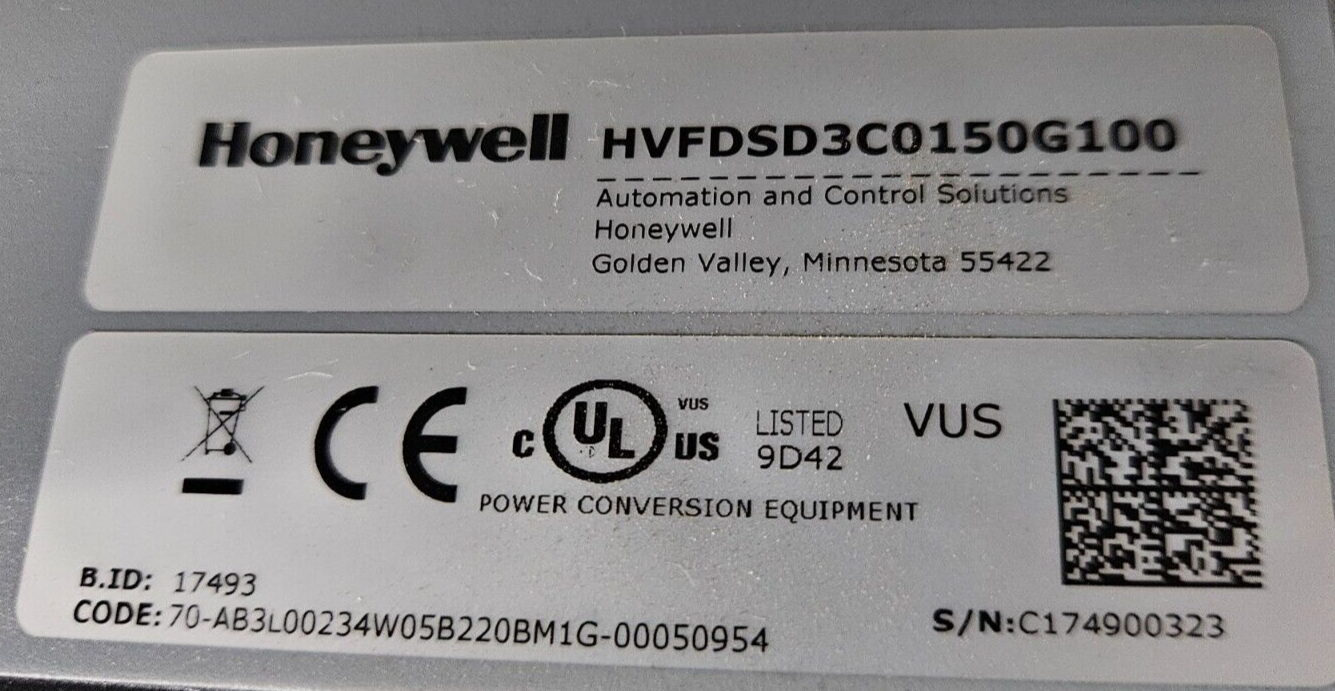 Honeywell HVFDSD3C0150G100
Automation and Control Solutions
Honeywell
Golden Valley, Minnesota 55422
CE C UL US VUS LISTED 9D42 VUS
POWER CONVERSION EQUIPMENT
B.ID: 17493
CODE: 70-AB3L00234W05B220BM1G-00050954
S/N:C174900323